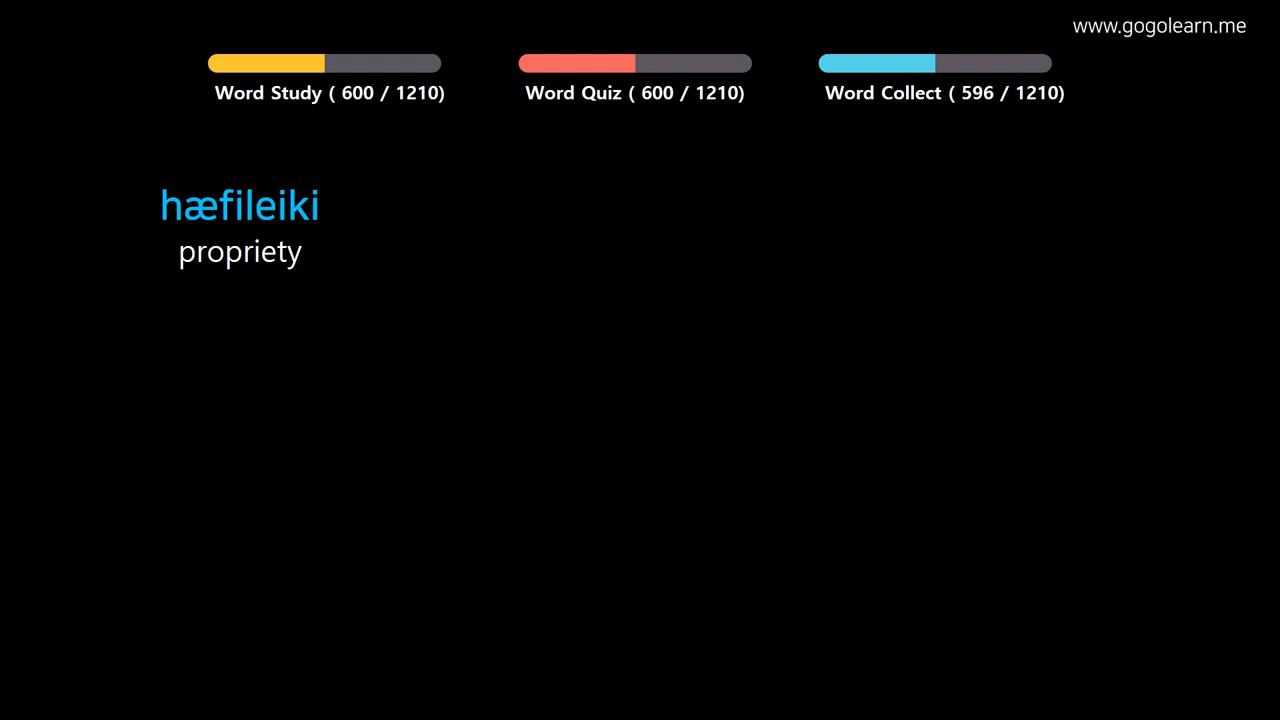 www.gogolearn.me
Word Study ( 600 / 1210)
Word Quiz ( 600 / 1210)
Word Collect ( 596 / 1210)
hæfileiki
propriety